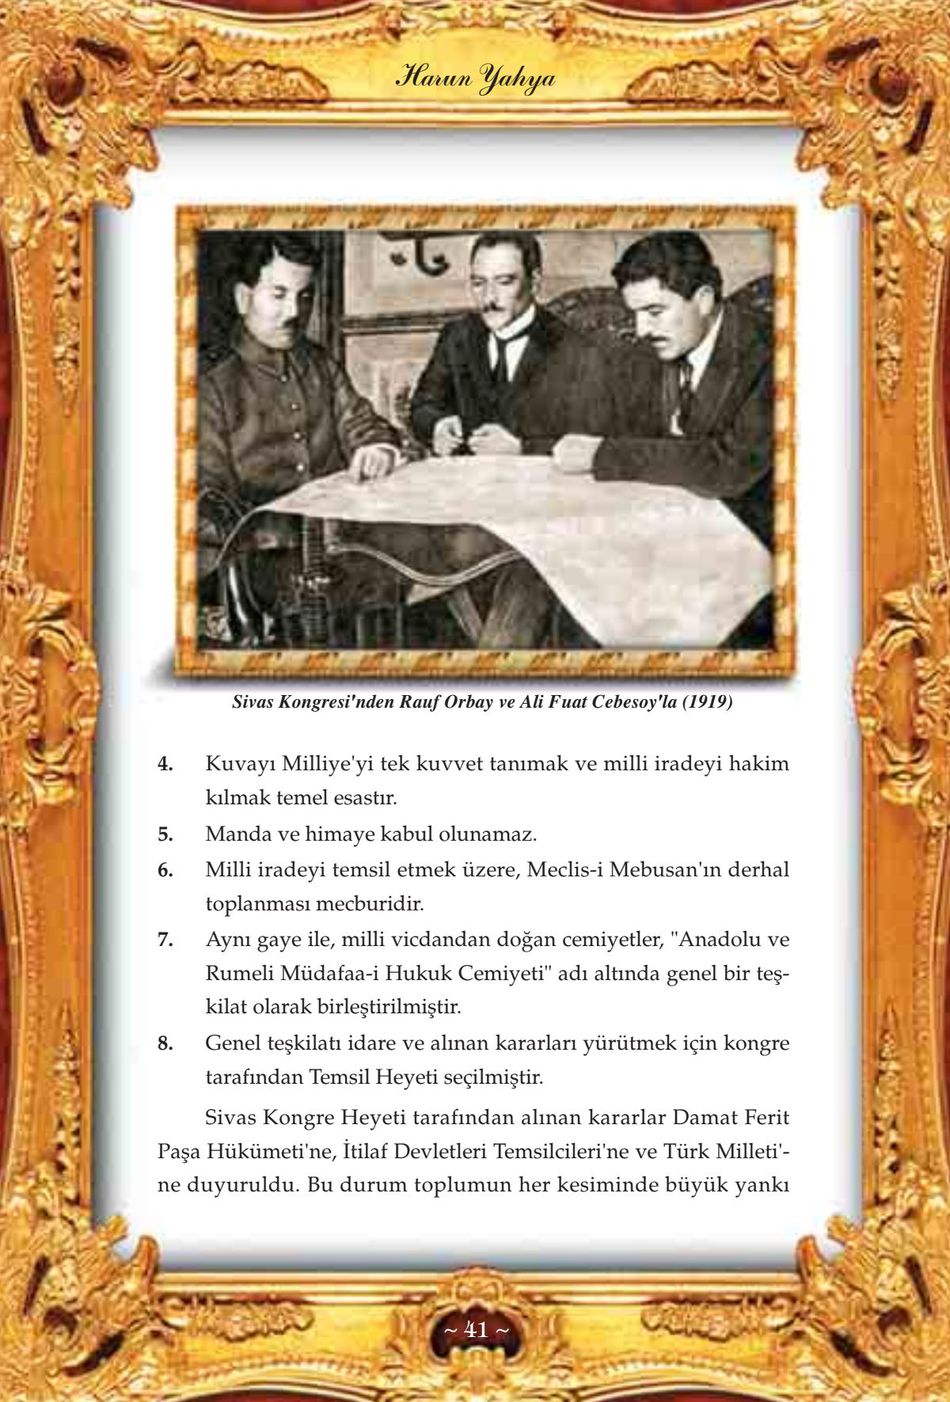 Harun Yahya
Sivas Kongresi'nden Rauf Orbay ve Ali Fuat Cebesoy'la (1919)
4. Kuvayı Milliye'yi tek kuvvet tanımak ve milli iradeyi hakim
kılmak temel esastır.
5. Manda ve himaye kabul olunamaz.
6. Milli iradeyi temsil etmek üzere, Meclis-i Mebusan'ın derhal
toplanması mecburidir.
7. Aynı gaye ile, milli vicdandan doğan cemiyetler, "Anadolu ve
Rumeli Müdafaa-i Hukuk Cemiyeti" adı altında genel bir teş-
kilat olarak birleştirilmiştir.
8. Genel teşkilatı idare ve alınan kararları yürütmek için kongre
tarafından Temsil Heyeti seçilmiştir.
Sivas Kongre Heyeti tarafından alınan kararlar Damat Ferit
Paşa Hükümeti'ne, İtilaf Devletleri Temsilcileri'ne ve Türk Milleti'-
ne duyuruldu. Bu durum toplumun her kesiminde büyük yankı
~ 41 ~